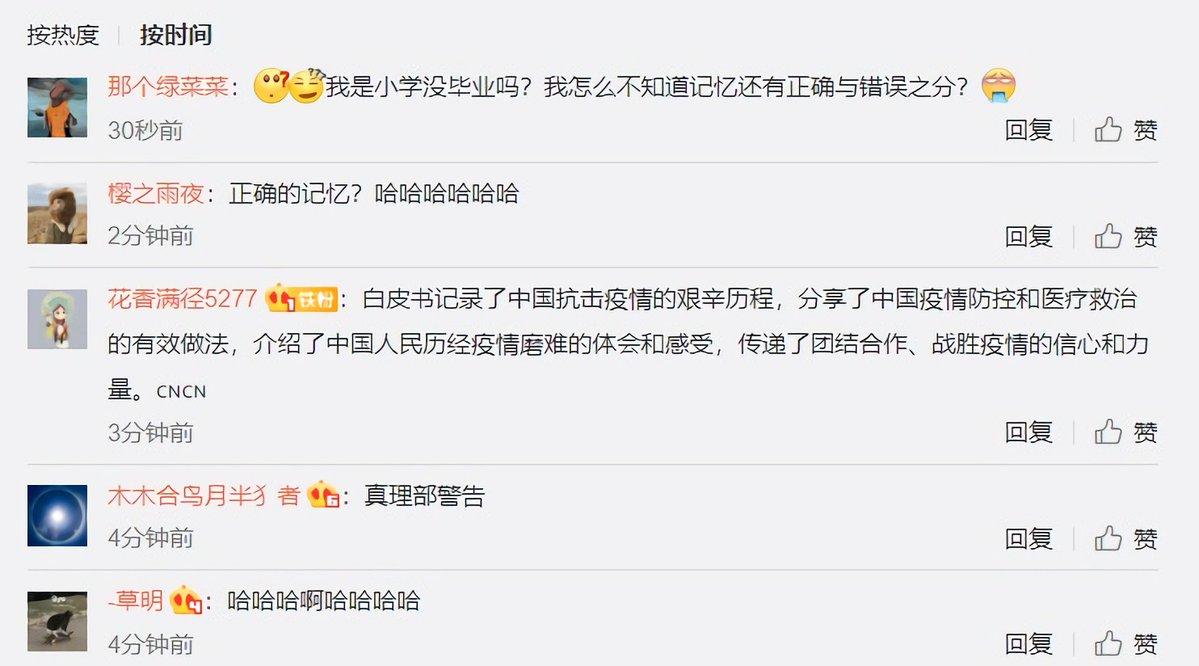 按热度 按时间
那个绿菜菜：我是小学没毕业吗？我怎么不知道记忆还有正确与错误之分？
30秒前 回复 赞
樱之雨夜：正确的记忆？哈哈哈哈哈哈
2分钟前 回复 赞
花香满径5277 1 铁粉：白皮书记录了中国抗击疫情的艰辛历程，分享了中国疫情防控和医疗救治
的有效做法，介绍了中国人民历经疫情磨难的体会和感受，传递了团结合作、战胜疫情的信心和力
量。CNCN
3分钟前 回复 赞
木木合鸟月半犭者 6：真理部警告
4分钟前 回复 赞
-草明 4：哈哈哈啊哈哈哈哈
4分钟前 回复 赞